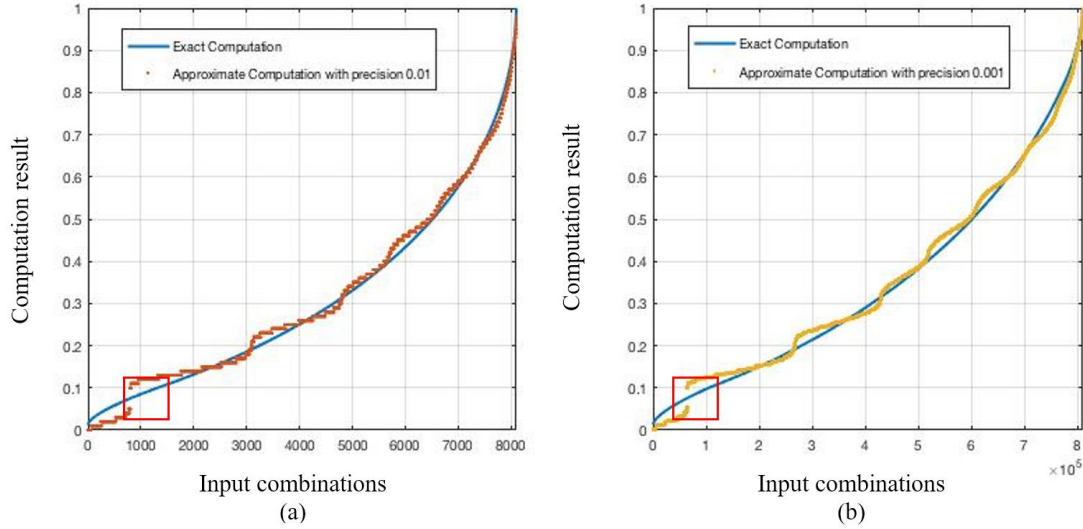 1
0.9
0.8
0.7
0.6
0.5
0.4
0.3
0.2
0.1
0
Computation result
Exact Computation
Approximate Computation with precision 0.01
0 1000 2000 3000 4000 5000 6000 7000 8000
Input combinations
(a)
1
0.9
0.8
0.7
0.6
0.5
0.4
0.3
0.2
0.1
0
Computation result
Exact Computation
Approximate Computation with precision 0.001
0 1 2 3 4 5 6 7 8
×10⁵
Input combinations
(b)